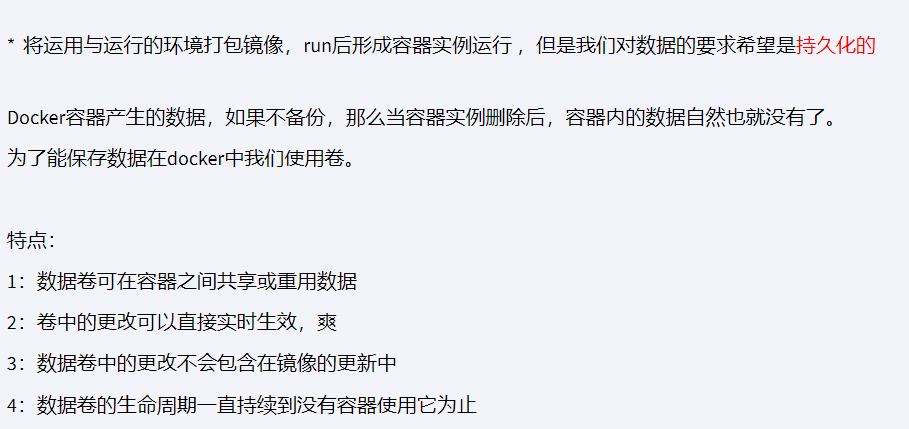 * 将运用与运行的环境打包镜像，run后形成容器实例运行 ，但是我们对数据的要求希望是持久化的
Docker容器产生的数据，如果不备份，那么当容器实例删除后，容器内的数据自然也就没有了。
为了能保存数据在docker中我们使用卷。
特点：
1：数据卷可在容器之间共享或重用数据
2：卷中的更改可以直接实时生效，爽
3：数据卷中的更改不会包含在镜像的更新中
4：数据卷的生命周期一直持续到没有容器使用它为止